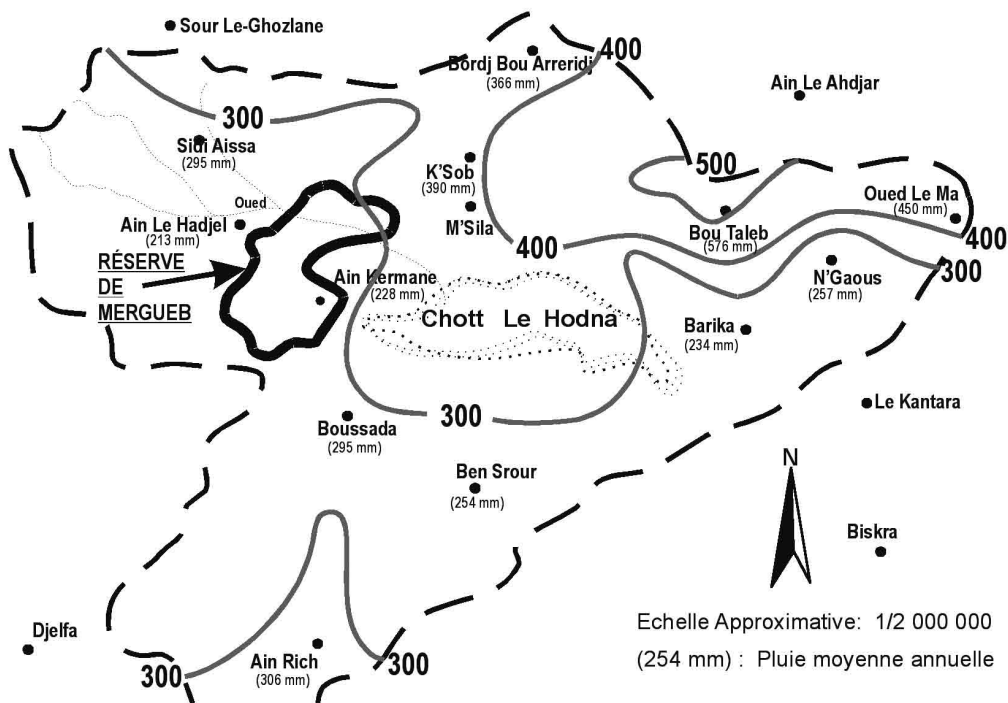 Sour Le-Ghozlane
400
Bordj Bou Arreridj
(366 mm)
Ain Le Ahdjar
300
Sidi Aissa
(295 mm)
K'Sob
(390 mm)
500
Oued
Ain Le Hadjel
(213 mm)
M'Sila
Bou Taleb
(576 mm)
Oued Le Ma
(450 mm)
400
400
300
RÉSERVE
DE
MERGUEB
Ain Kermane
(228 mm)
N'Gaous
(257 mm)
Chott Le Hodna
Barika
(234 mm)
Le Kantara
300
Boussada
(295 mm)
Ben Srour
(254 mm)
N
Biskra
Djelfa
Echelle Approximative: 1/2 000 000
(254 mm) : Pluie moyenne annuelle
300
Ain Rich
(306 mm)
300